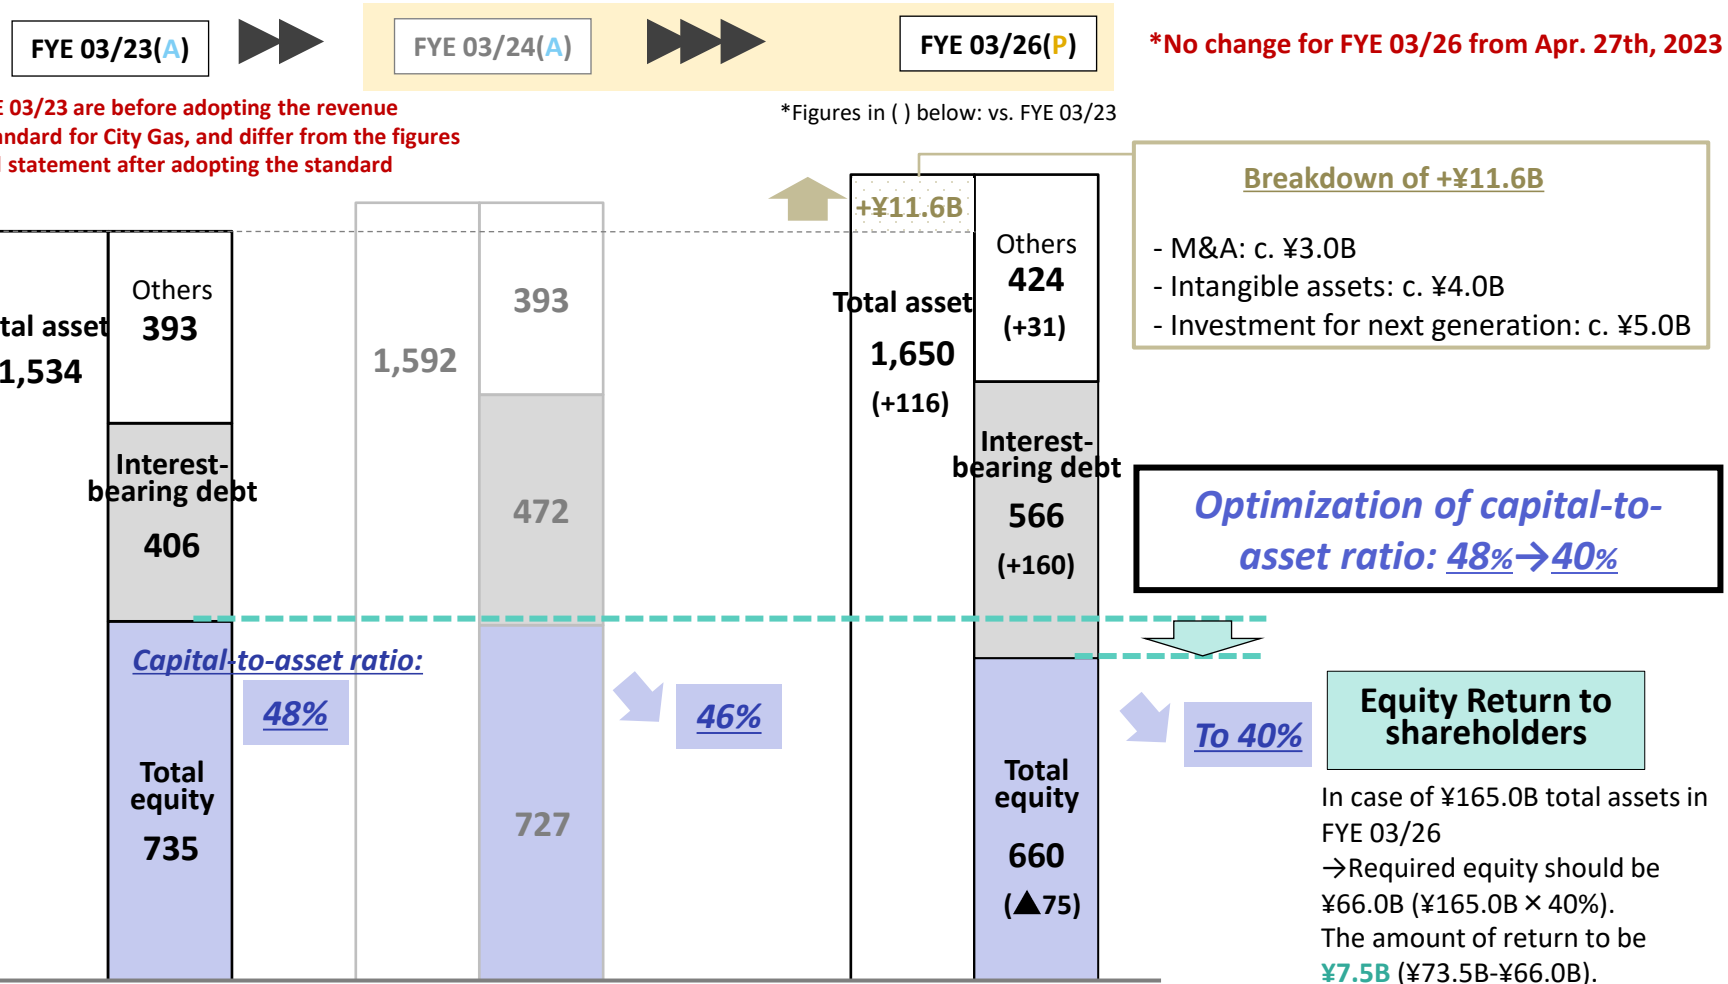 FYE 03/23(A)
FYE 03/24(A)
FYE 03/26(P)
*No change for FYE 03/26 from Apr. 27th, 2023
03/23 are before adopting the revenue
for City Gas, and differ from the figures
statement after adopting the standard
*Figures in ( ) below: vs. FYE 03/23
asset
1,534
Others
393
Interest-
bearing debt
406
Capital-to-asset ratio:
48%
Total
equity
735
1,592
393
472
727
46%
+¥11.6B
Total asset
1,650
(+116)
Others
424
(+31)
Interest-
bearing debt
566
(+160)
Total
equity
660
(▲75)
Breakdown of +¥11.6B
- M&A: c. ¥3.0B
- Intangible assets: c. ¥4.0B
- Investment for next generation: c. ¥5.0B
Optimization of capital-to-
asset ratio: 48%→40%
To 40%
Equity Return to
shareholders
In case of ¥165.0B total assets in
FYE 03/26
→Required equity should be
¥66.0B (¥165.0B × 40%).
The amount of return to be
¥7.5B (¥73.5B-¥66.0B).